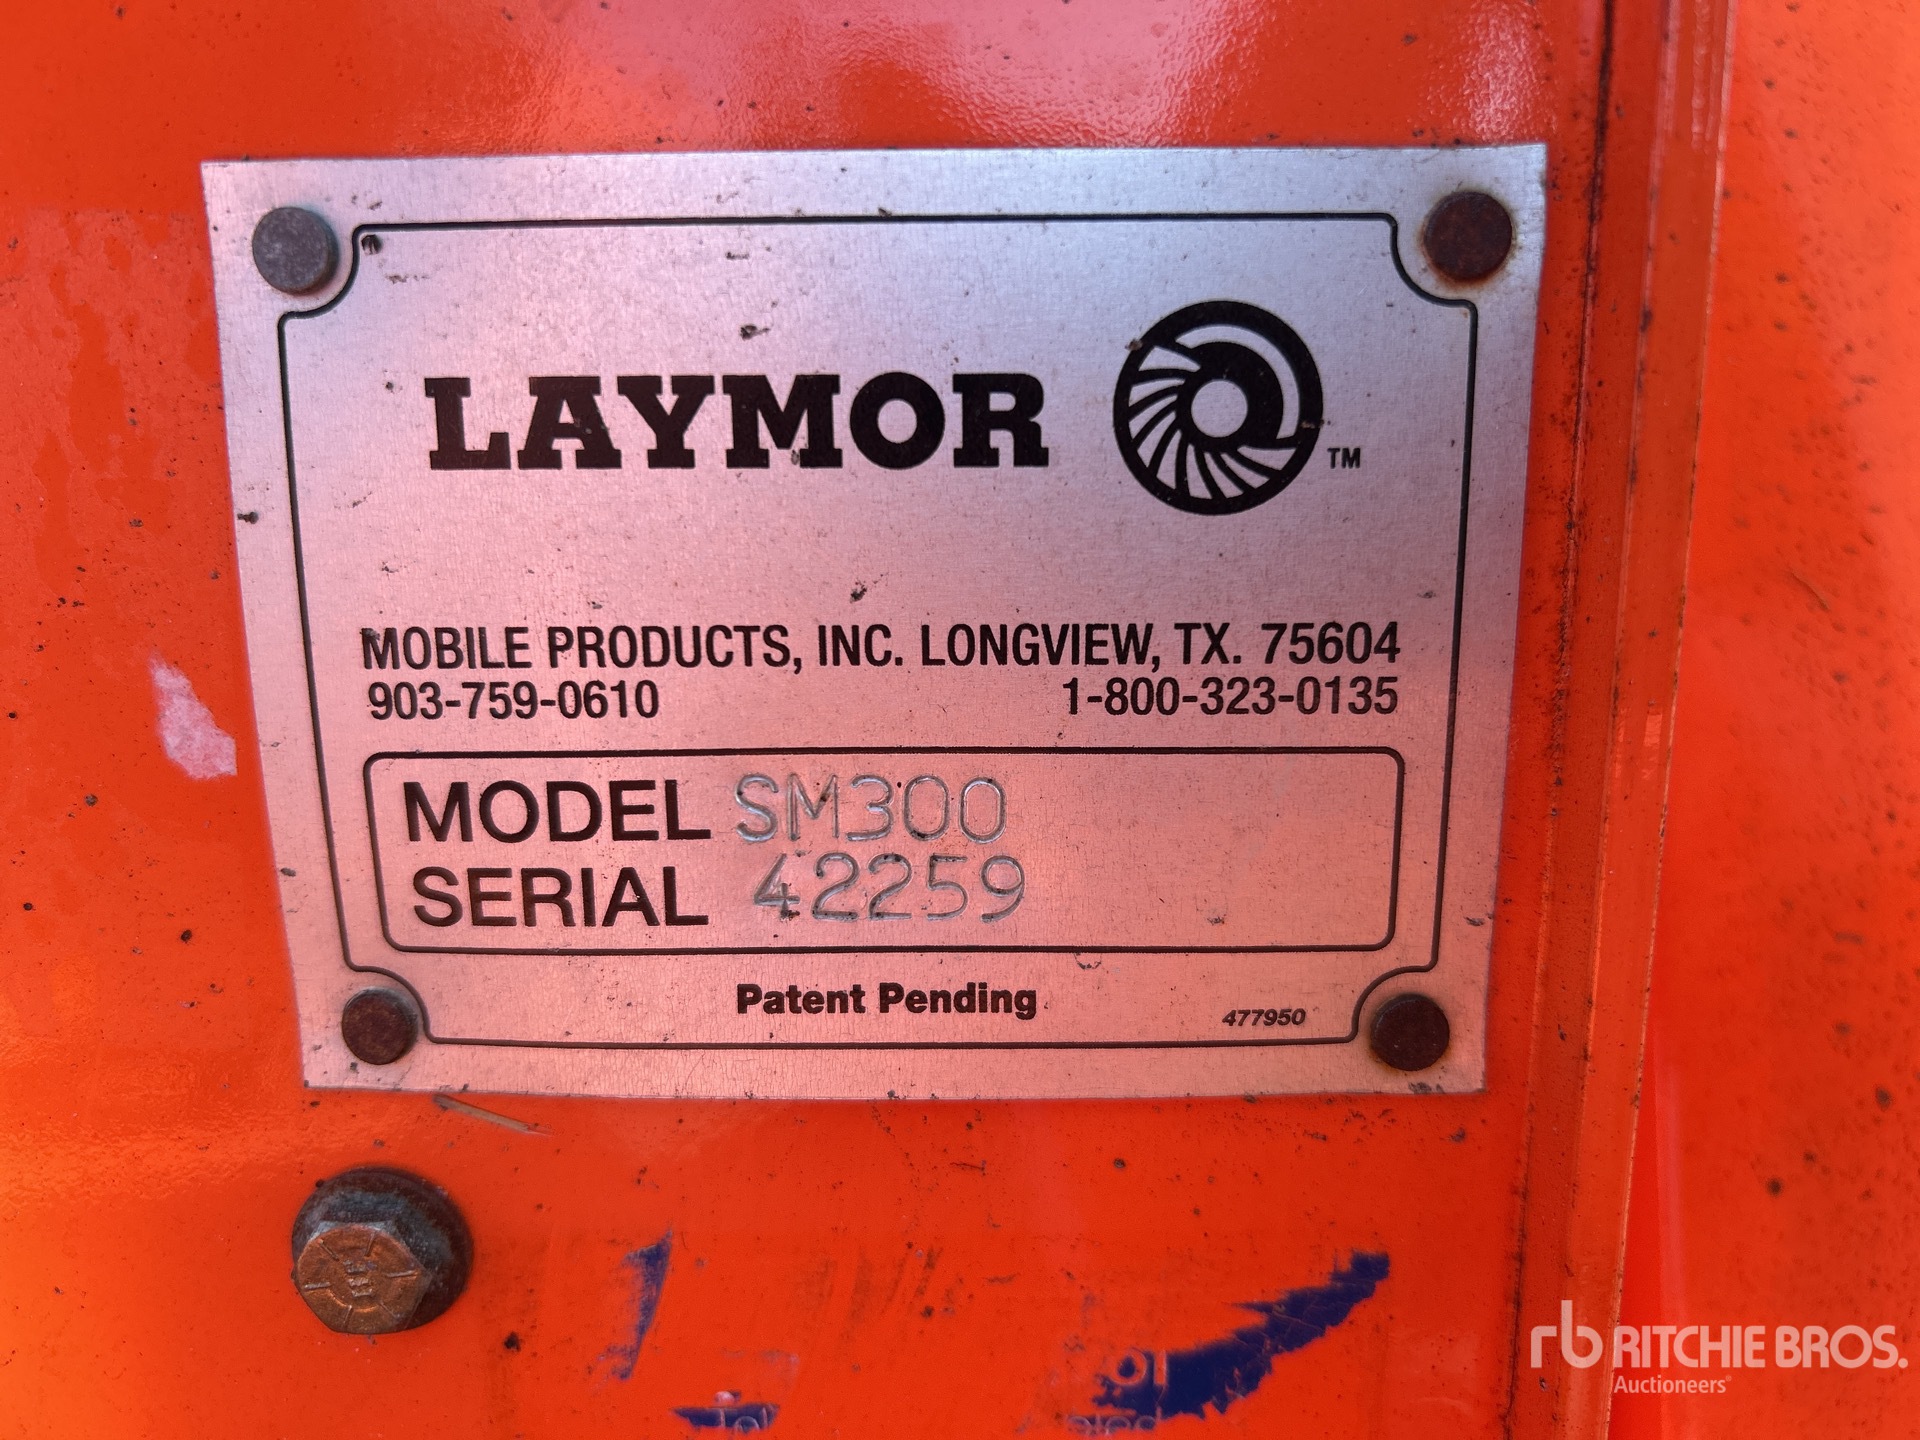 LAYMOR TM
MOBILE PRODUCTS, INC. LONGVIEW, TX. 75604
903-759-0610 1-800-323-0135
MODEL SM300
SERIAL 42259
Patent Pending 477950
rb RITCHIE BROS.
Auctioneers